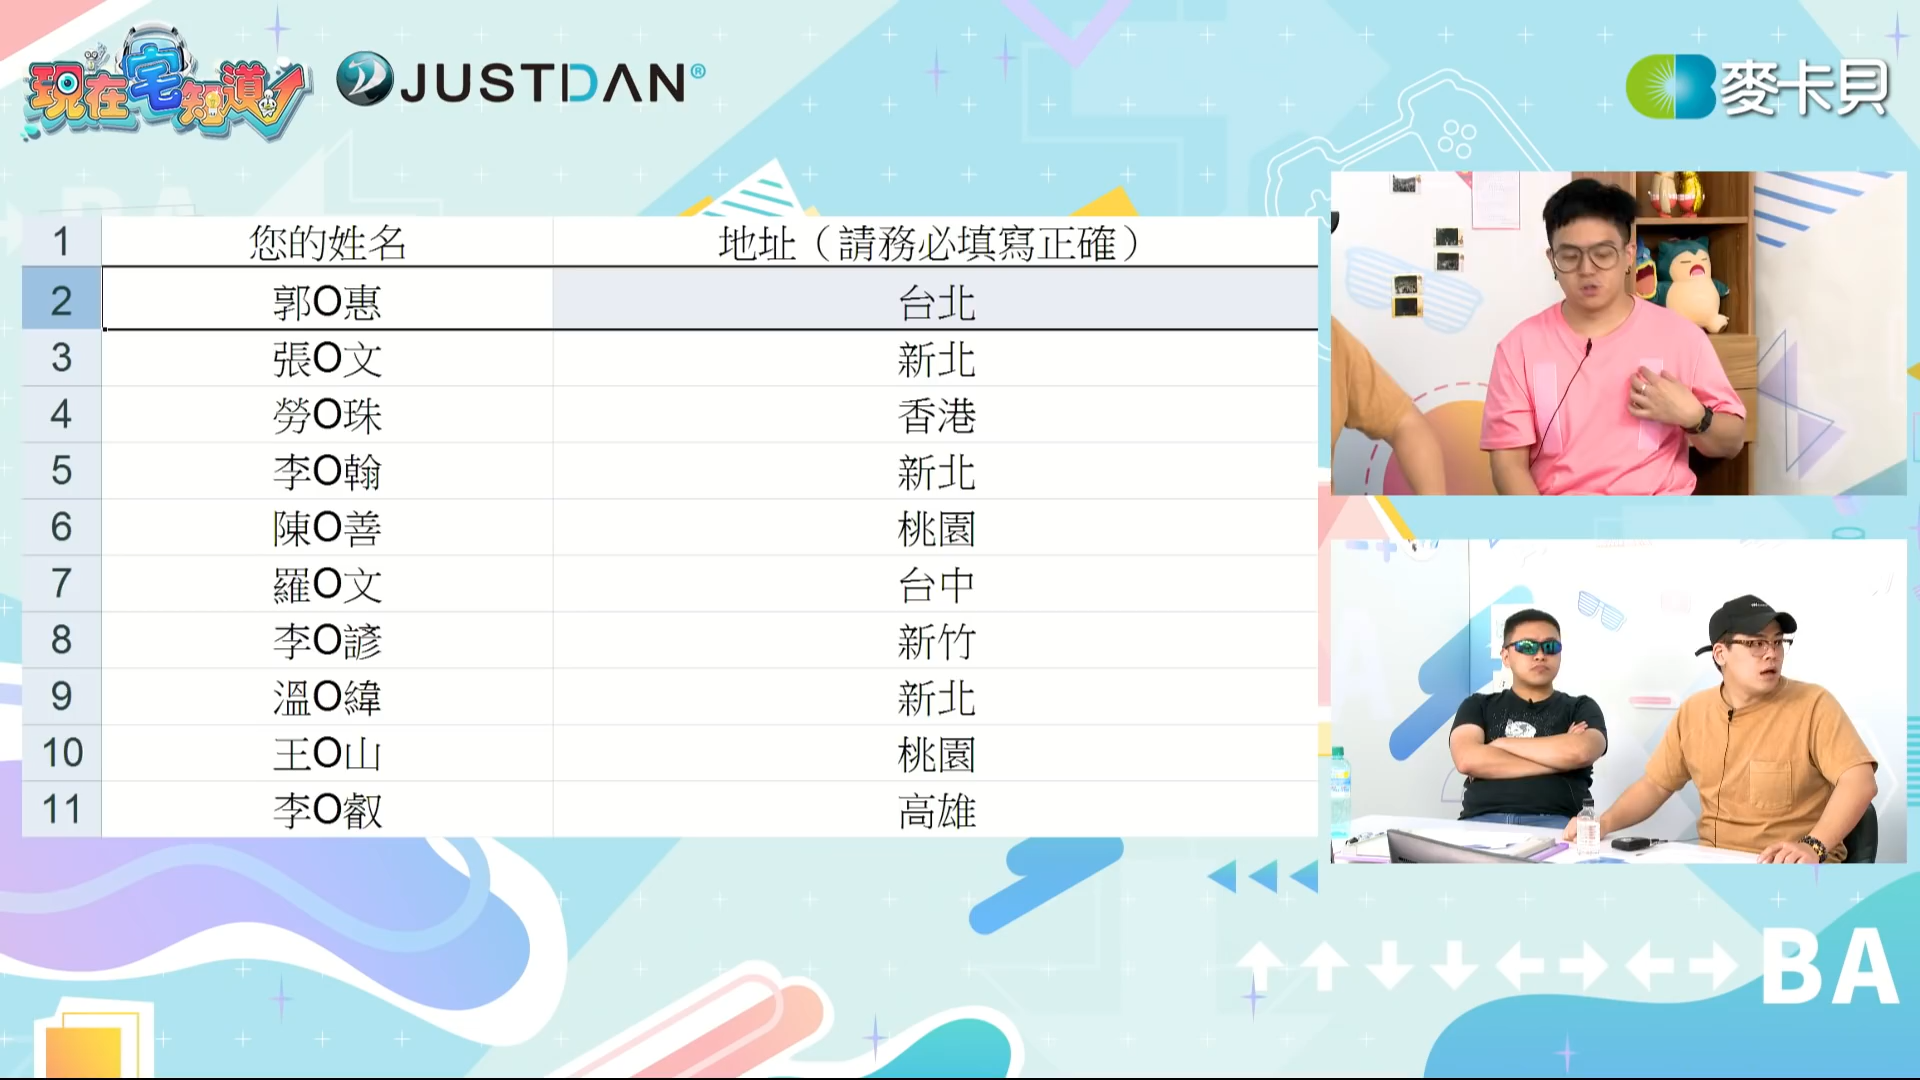 現在宅知道
JUSTDAN®
麥卡貝
1 您的姓名 地址（請務必填寫正確）
2 郭O惠 台北
3 張O文 新北
4 勞O珠 香港
5 李O翰 新北
6 陳O善 桃園
7 羅O文 台中
8 李O諺 新竹
9 溫O緯 新北
10 王O山 桃園
11 李O叡 高雄
BA